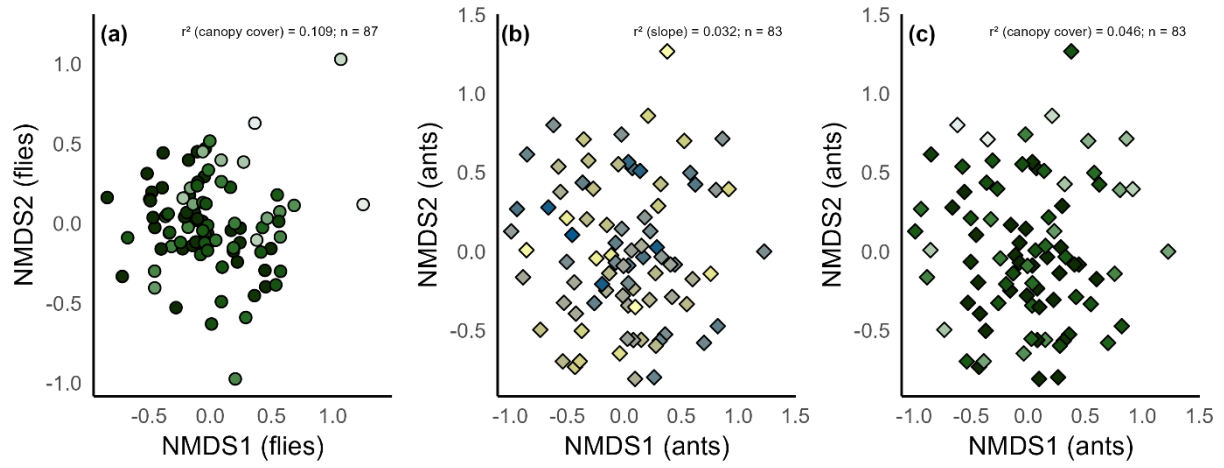 (a)
r² (canopy cover) = 0.109; n = 87
1.0
0.5
0.0
-0.5
-1.0
NMDS2 (flies)
-0.5 0.0 0.5 1.0
NMDS1 (flies)
(b)
r² (slope) = 0.032; n = 83
1.5
1.0
0.5
0.0
-0.5
NMDS2 (ants)
-1.0 -0.5 0.0 0.5 1.0 1.5
NMDS1 (ants)
(c)
r² (canopy cover) = 0.046; n = 83
1.5
1.0
0.5
0.0
-0.5
NMDS2 (ants)
-1.0 -0.5 0.0 0.5 1.0 1.5
NMDS1 (ants)